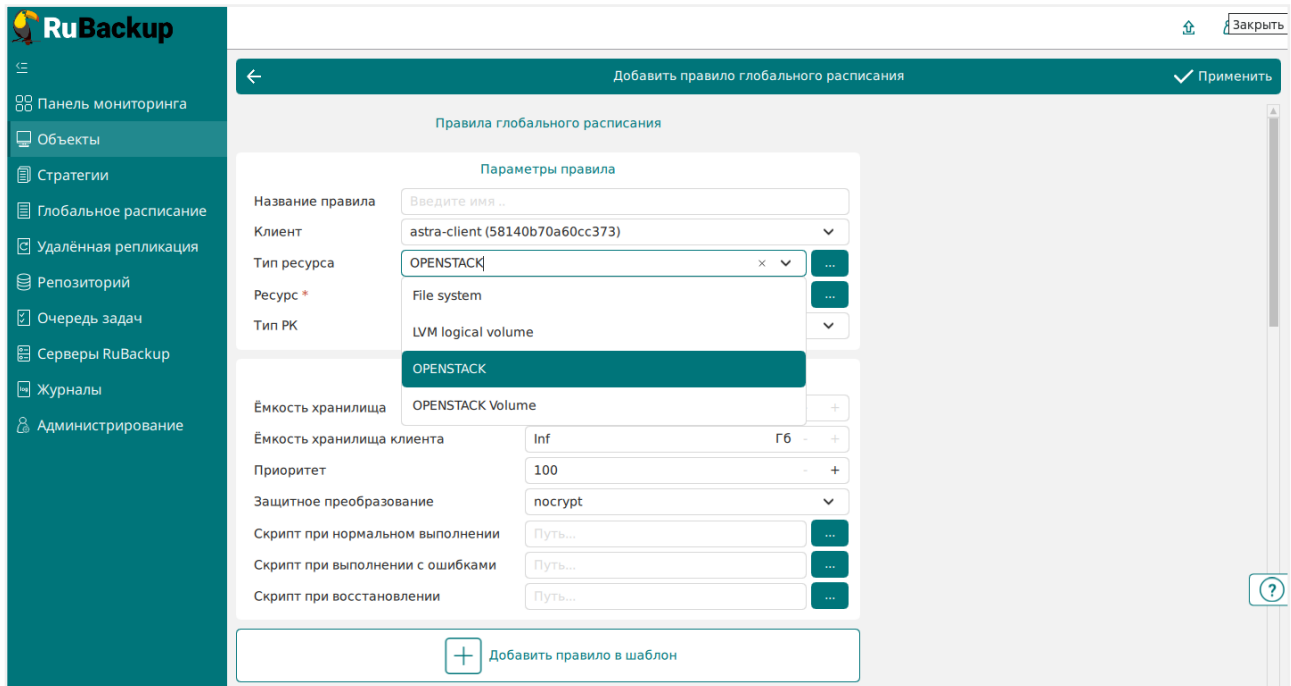 RuBackup
Закрыть
Добавить правило глобального расписания
Применить
Панель мониторинга
Объекты
Стратегии
Глобальное расписание
Удалённая репликация
Репозиторий
Очередь задач
Серверы RuBackup
Журналы
Администрирование
Правила глобального расписания
Параметры правила
Название правила Введите имя ..
Клиент astra-client (58140b70a60cc373)
Тип ресурса OPENSTACK × ...
Ресурс * ...
Тип РК
File system
LVM logical volume
OPENSTACK
OPENSTACK Volume
Ёмкость хранилища +
Ёмкость хранилища клиента Inf Гб - +
Приоритет 100 - +
Защитное преобразование nocrypt
Скрипт при нормальном выполнении Путь... ...
Скрипт при выполнении с ошибками Путь... ...
Скрипт при восстановлении Путь... ...
?
Добавить правило в шаблон